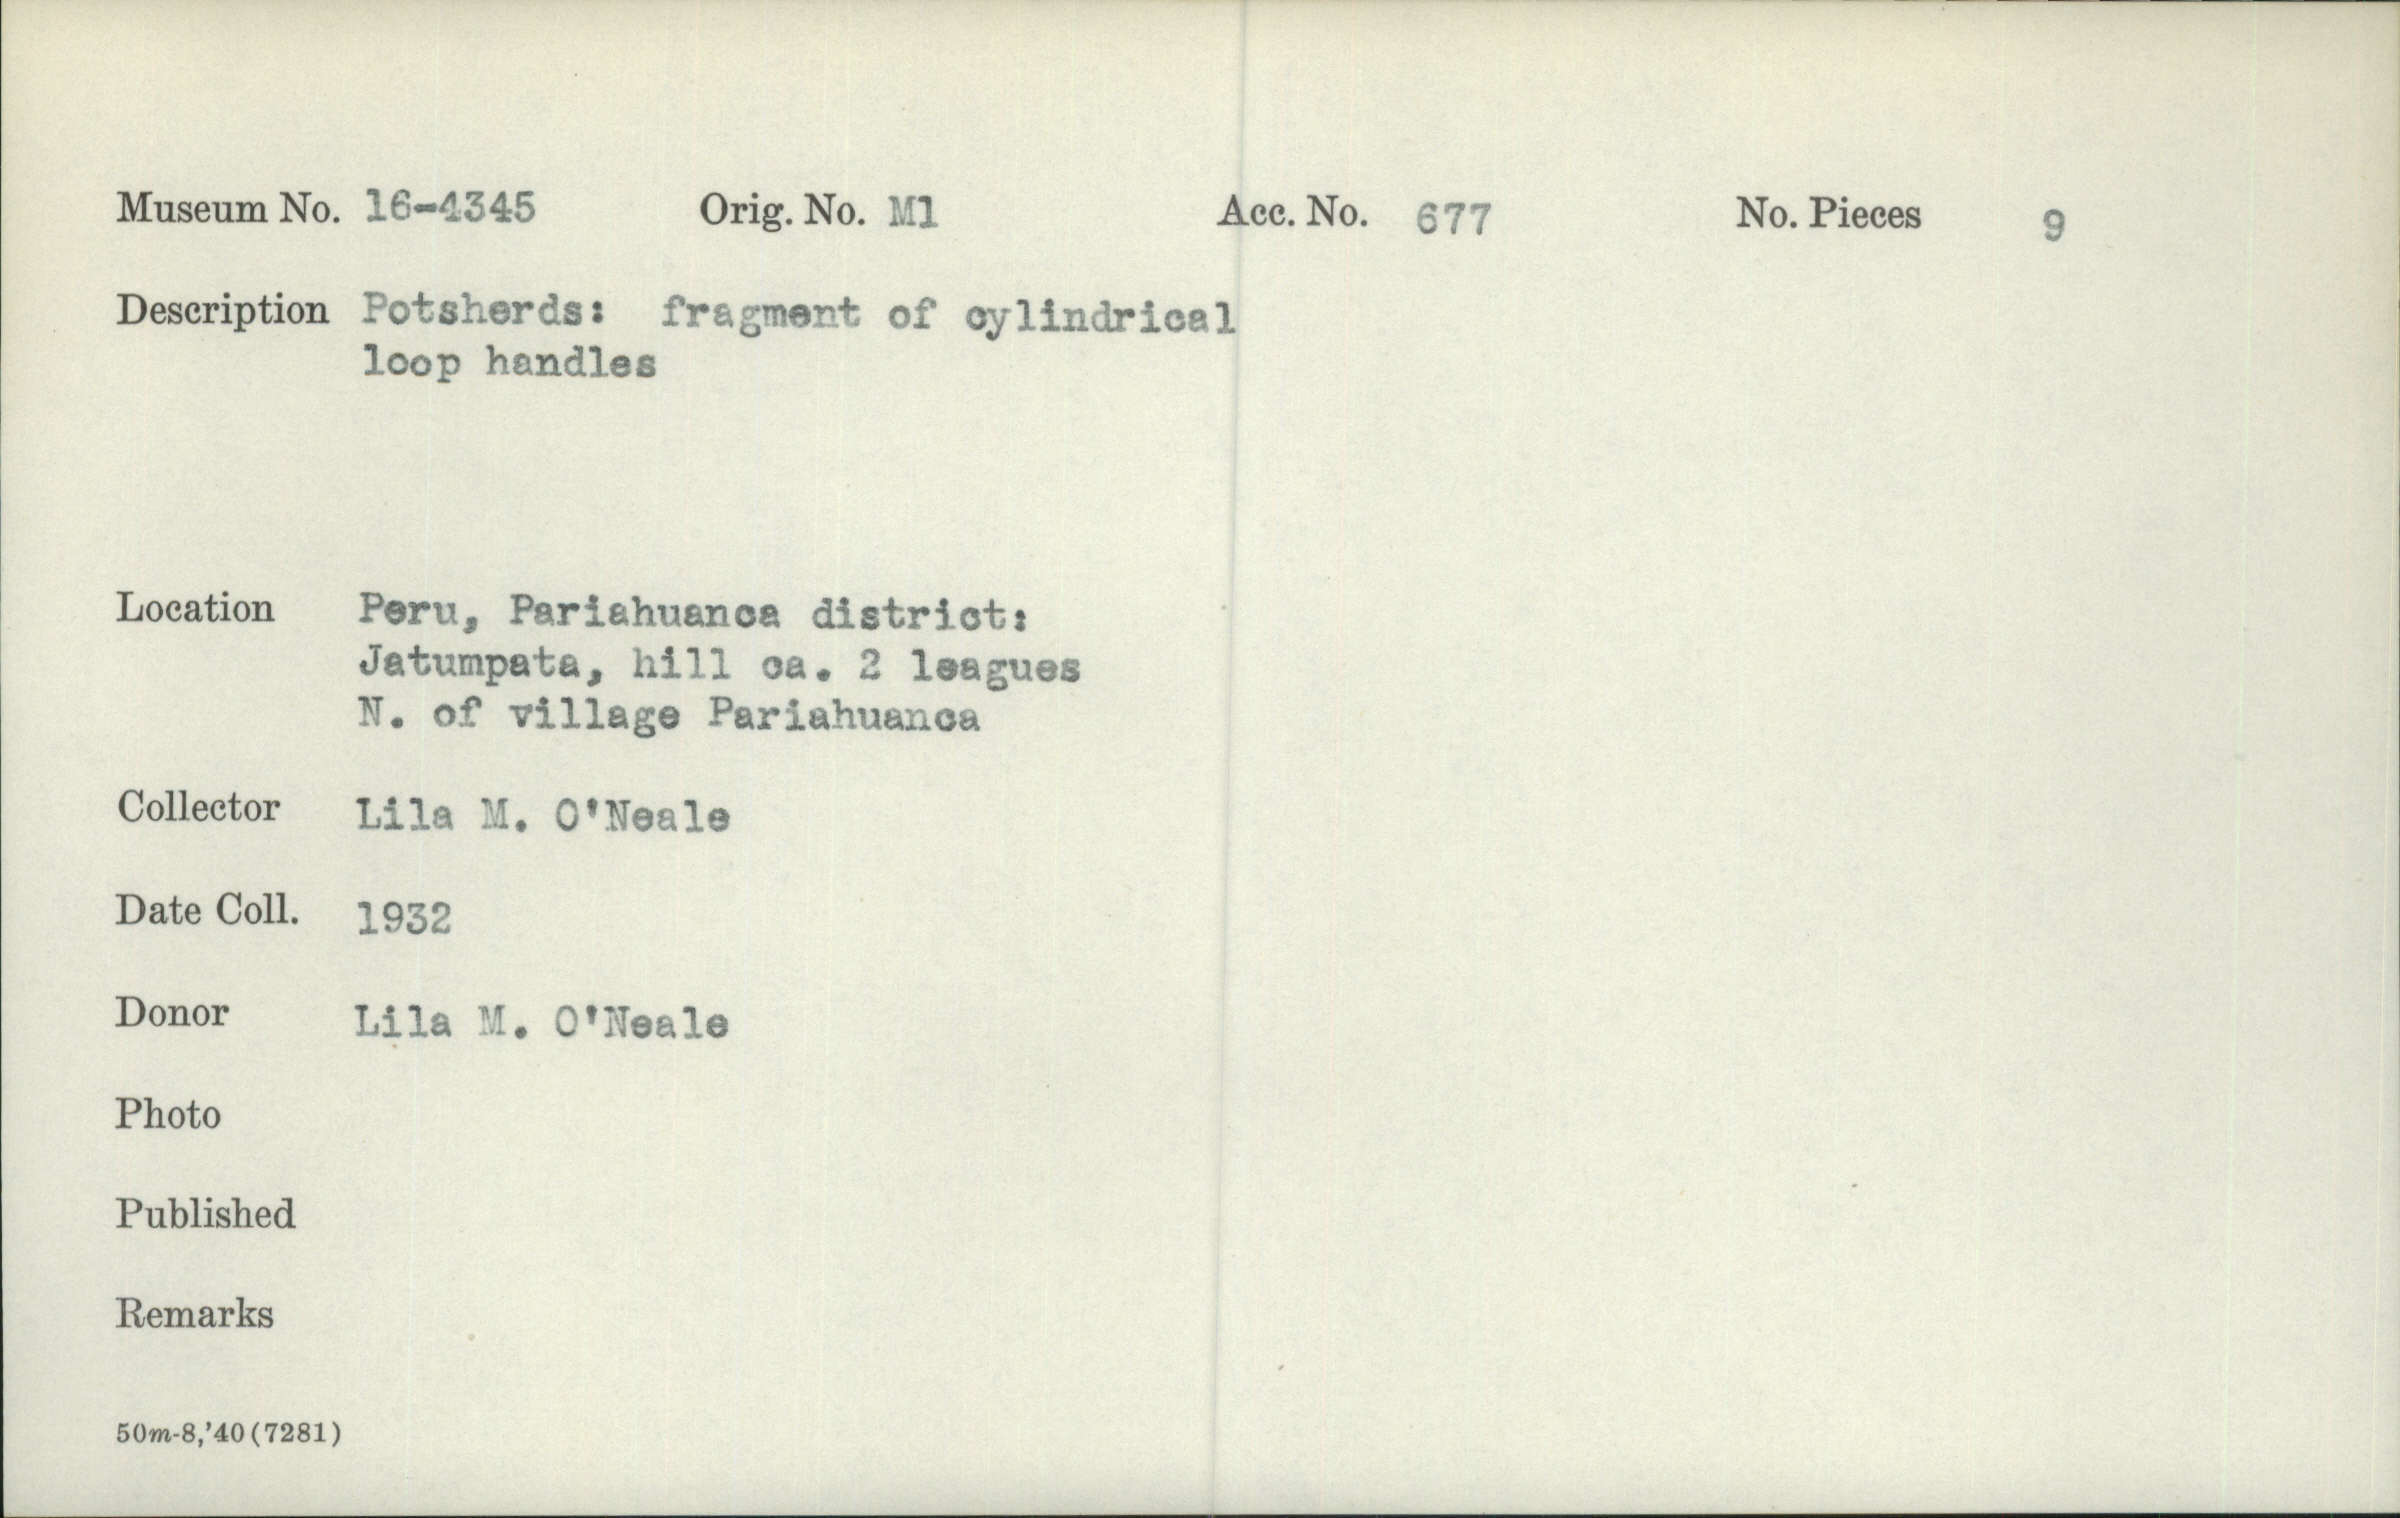 Museum No. 16-4345 Orig. No. M1 Acc. No. 677 No. Pieces 9
Description Potsherds: fragment of cylindrical
loop handles
Location Peru, Pariahuanca district:
Jatumpata, hill ca. 2 leagues
N. of village Pariahuanca
Collector Lila M. O'Neale
Date Coll. 1932
Donor Lila M. O'Neale
Photo
Published
Remarks
50m-8,'40(7281)